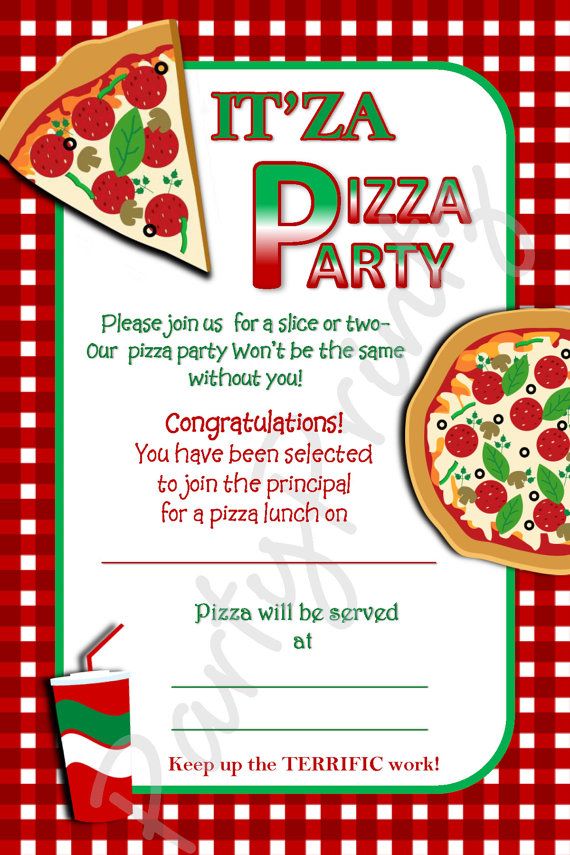 IT'ZA
PIZZA
PARTY
Please join us for a slice or two-
Our pizza party Won't be the same
without you!
Congratulations!
You have been selected
to join the principal
for a pizza lunch on
Pizza will be served
at
Keep up the TERRIFIC work!
PartyPrintz